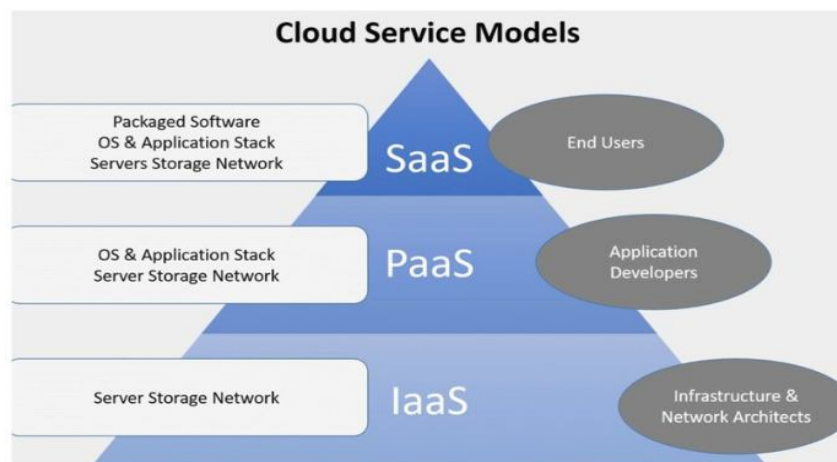 Cloud Service Models
Packaged Software
OS & Application Stack
Servers Storage Network
SaaS
End Users
OS & Application Stack
Server Storage Network
PaaS
Application
Developers
Server Storage Network
IaaS
Infrastructure &
Network Architects